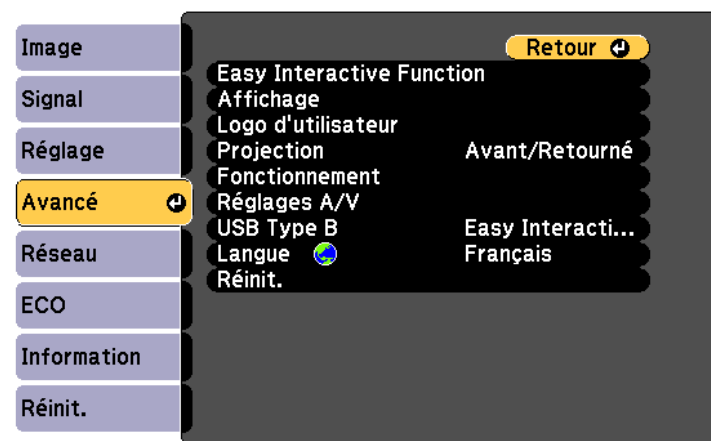 Image
Signal
Réglage
Avancé
Réseau
ECO
Information
Réinit.
Retour
Easy Interactive Function
Affichage
Logo d'utilisateur
Projection Avant/Retourné
Fonctionnement
Réglages A/V
USB Type B Easy Interacti...
Langue Français
Réinit.